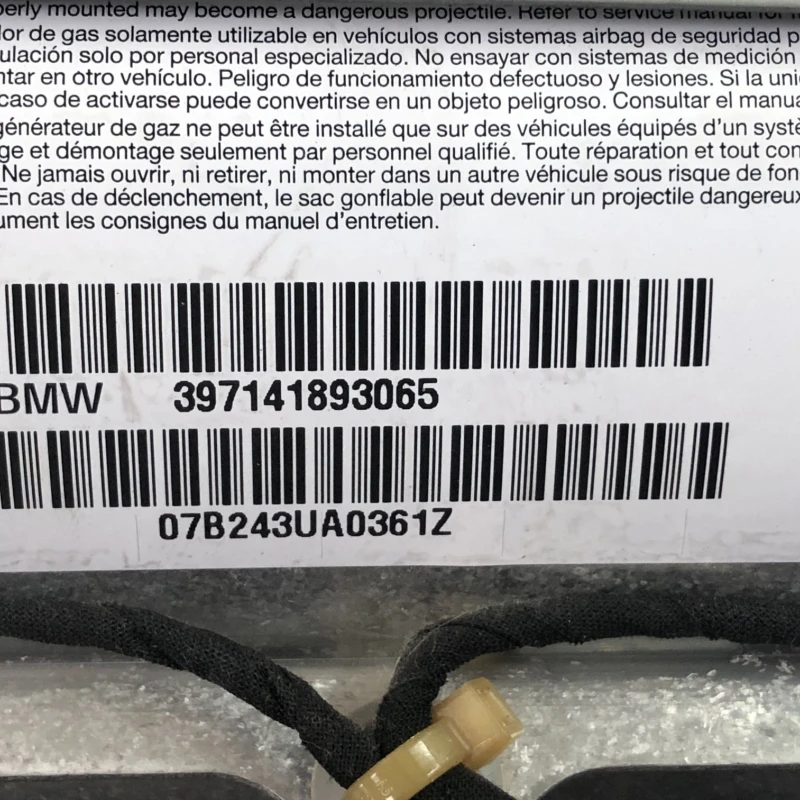 perly mounted may become a dangerous projectile. Refer to service manual for
dor de gas solamente utilizable en vehículos con sistemas airbag de seguridad p
ulación solo por personal especializado. No ensayar con sistemas de medición
ntar en otro vehículo. Peligro de funcionamiento defectuoso y lesiones. Si la uni
caso de activarse puede convertirse en un objeto peligroso. Consultar el manua
générateur de gaz ne peut être installé que sur des véhicules équipés d'un systè
ge et démontage seulement par personnel qualifié. Toute réparation et tout con
Ne jamais ouvrir, ni retirer, ni monter dans un autre véhicule sous risque de fon
En cas de déclenchement, le sac gonflable peut devenir un projectile dangereux
ument les consignes du manuel d'entretien.
BMW 397141893065
07B243UA0361Z